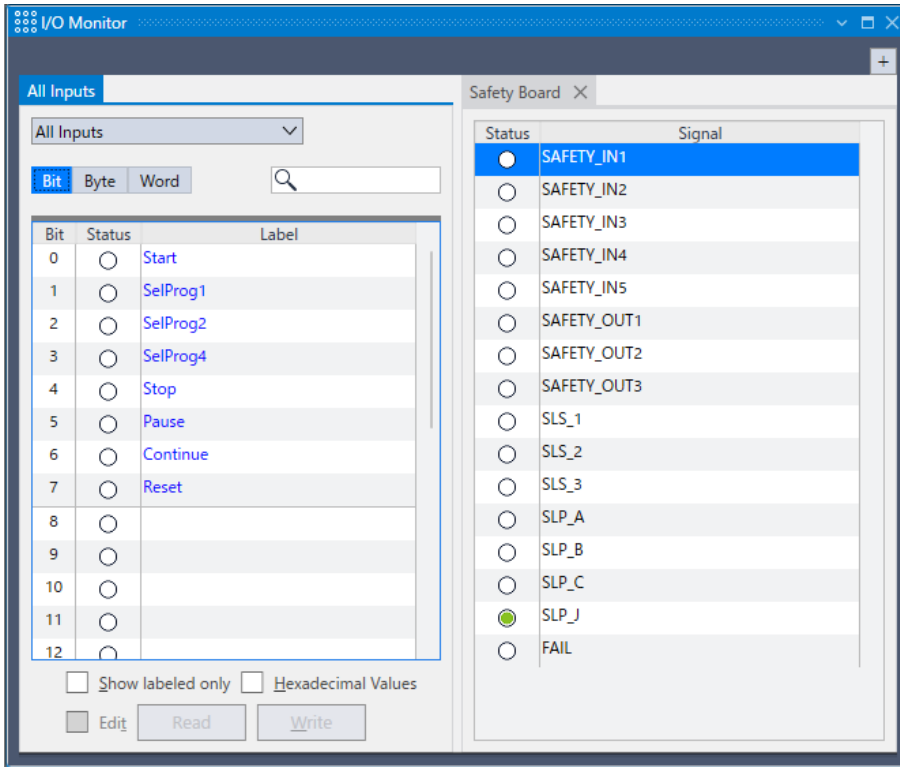 I/O Monitor
+
All Inputs
Safety Board
All Inputs
Bit Byte Word
Bit Status Label
0 Start
1 SelProg1
2 SelProg2
3 SelProg4
4 Stop
5 Pause
6 Continue
7 Reset
8
9
10
11
12
Show labeled only Hexadecimal Values
Edit Read Write
Status Signal
SAFETY_IN1
SAFETY_IN2
SAFETY_IN3
SAFETY_IN4
SAFETY_IN5
SAFETY_OUT1
SAFETY_OUT2
SAFETY_OUT3
SLS_1
SLS_2
SLS_3
SLP_A
SLP_B
SLP_C
SLP_J
FAIL